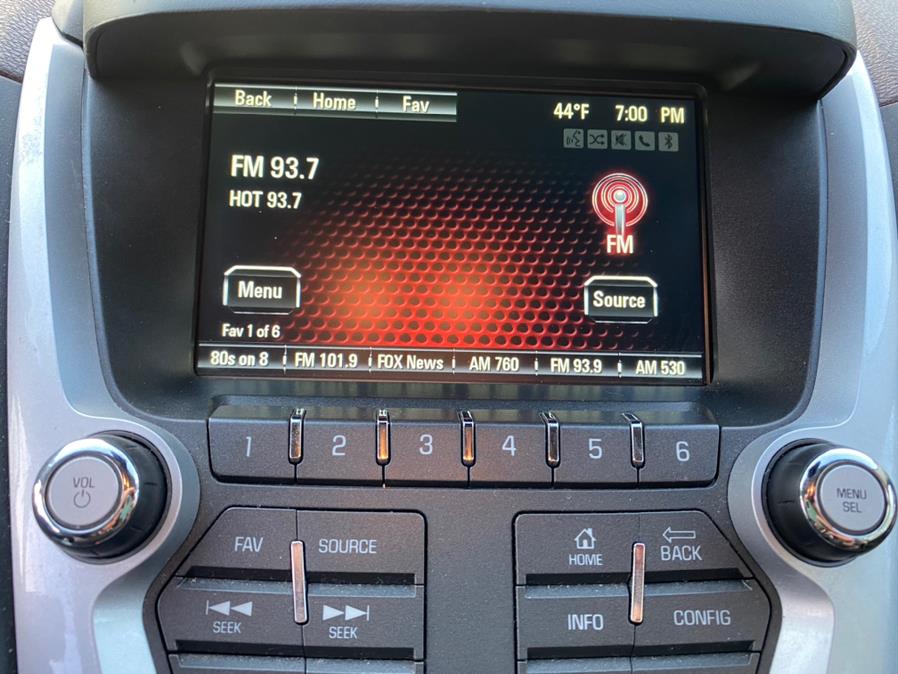 Back Home Fav 44°F 7:00 PM
FM 93.7
HOT 93.7
FM
Menu Source
Fav 1 of 6
80s on 8 FM 101.9 FOX News AM 760 FM 93.9 AM 530
1 2 3 4 5 6
VOL
MENU
SEL
FAV SOURCE
HOME
BACK
SEEK
SEEK
INFO CONFIG